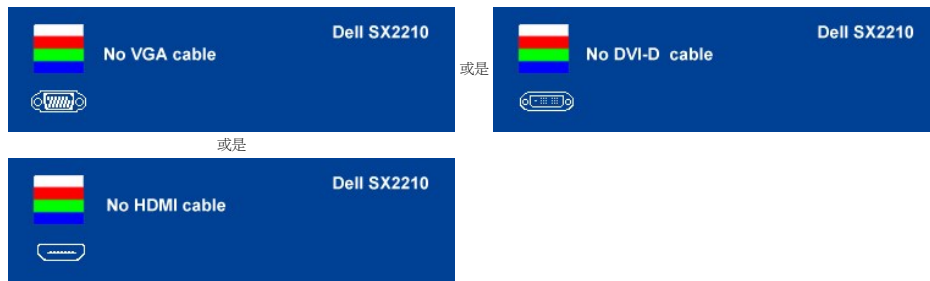 Dell SX2210
No VGA cable
或是
Dell SX2210
No DVI-D cable
或是
Dell SX2210
No HDMI cable